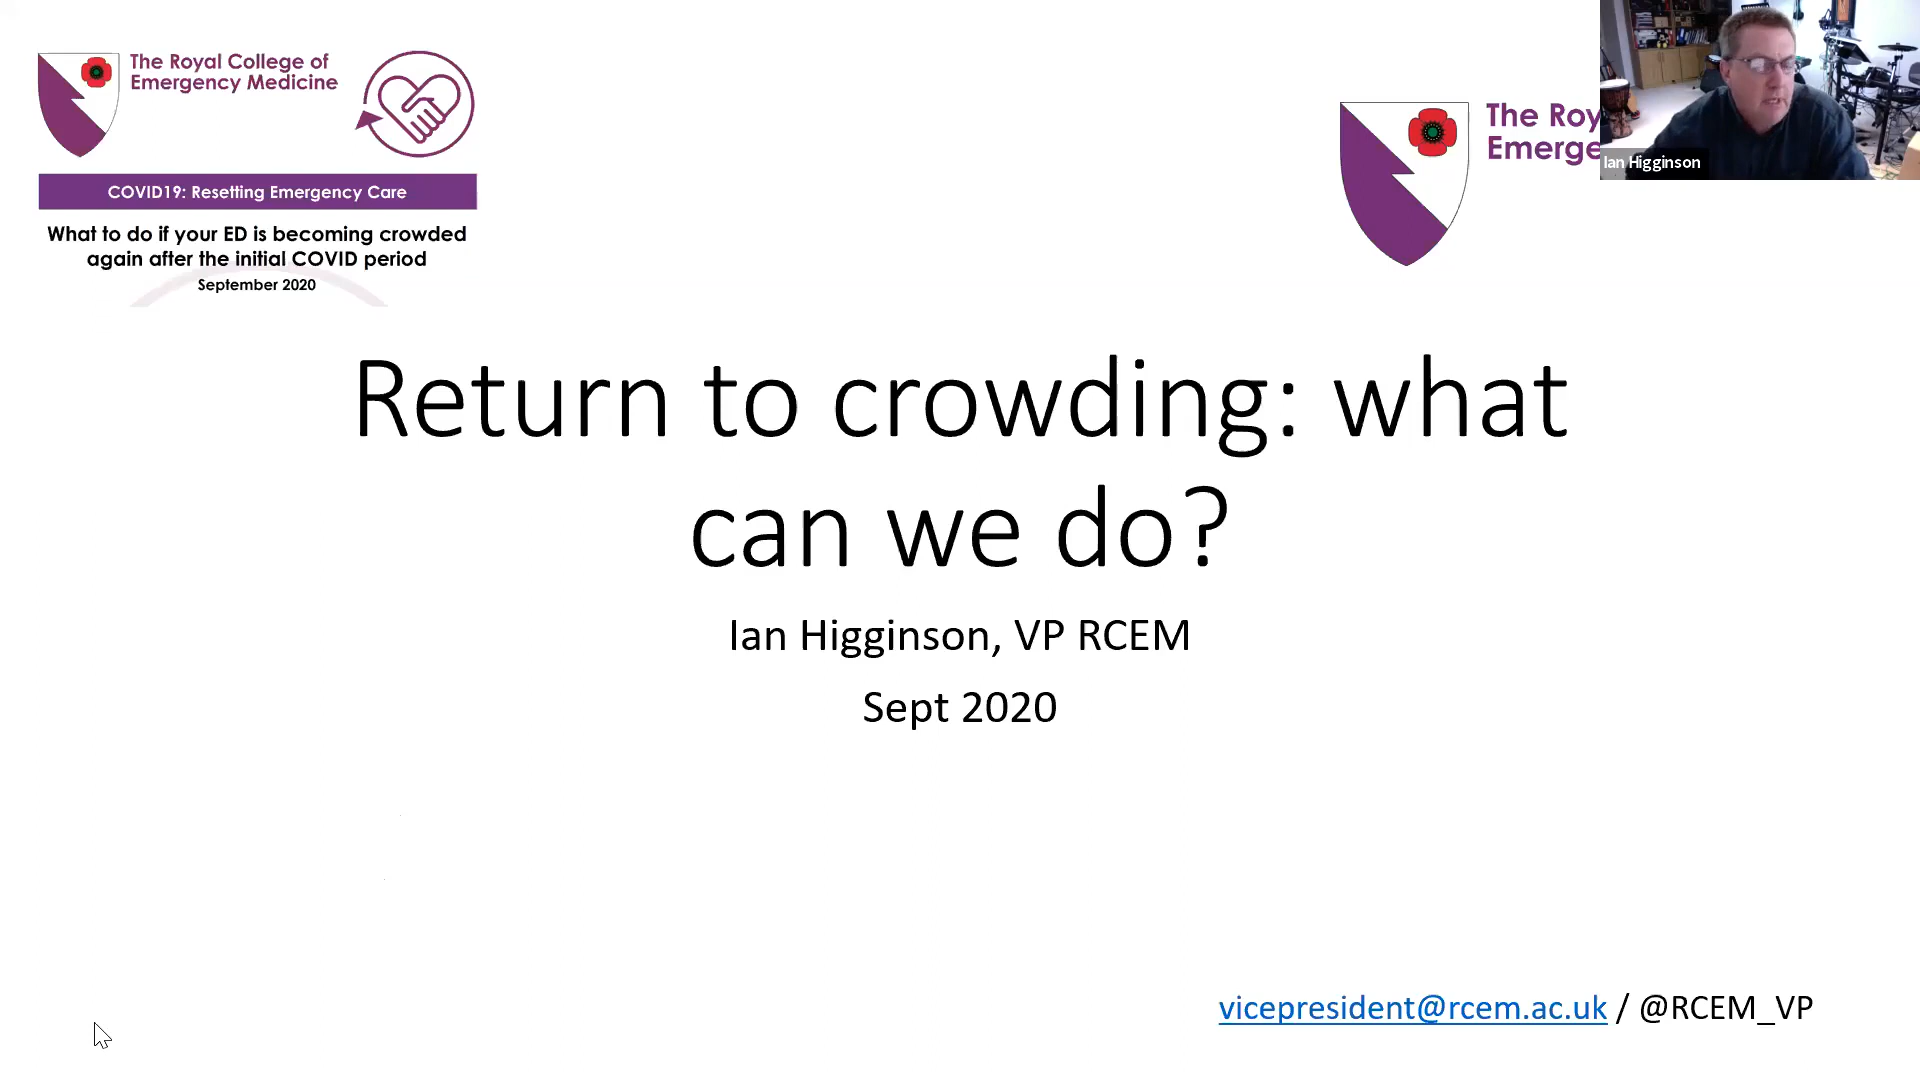 The Royal College of
Emergency Medicine
COVID19: Resetting Emergency Care
What to do if your ED is becoming crowded
again after the initial COVID period
September 2020
The Roy
Emerge
Ian Higginson
Return to crowding: what
can we do?
Ian Higginson, VP RCEM
Sept 2020
vicepresident@rcem.ac.uk / @RCEM_VP